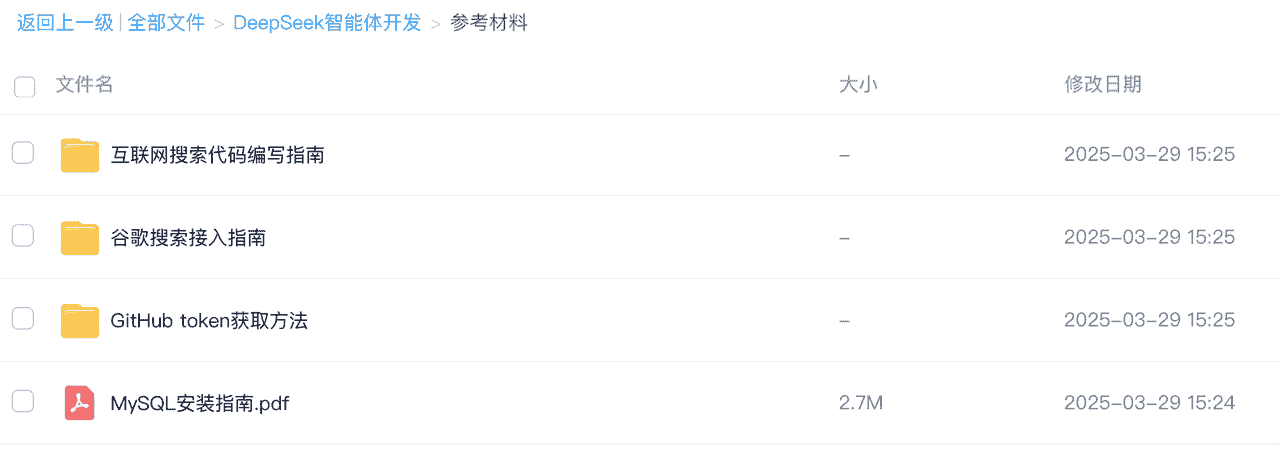 返回上一级 | 全部文件 > DeepSeek智能体开发 > 参考材料
文件名 大小 修改日期
互联网搜索代码编写指南 – 2025-03-29 15:25
谷歌搜索接入指南 – 2025-03-29 15:25
GitHub token获取方法 – 2025-03-29 15:25
MySQL安装指南.pdf 2.7M 2025-03-29 15:24